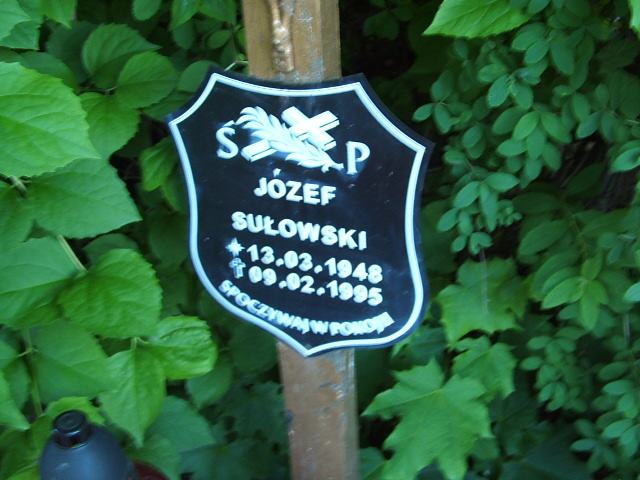 Ś P
JÓZEF
SUŁOWSKI
13.03.1948
09.02.1995
SPOCZYWAJ W POKOJU